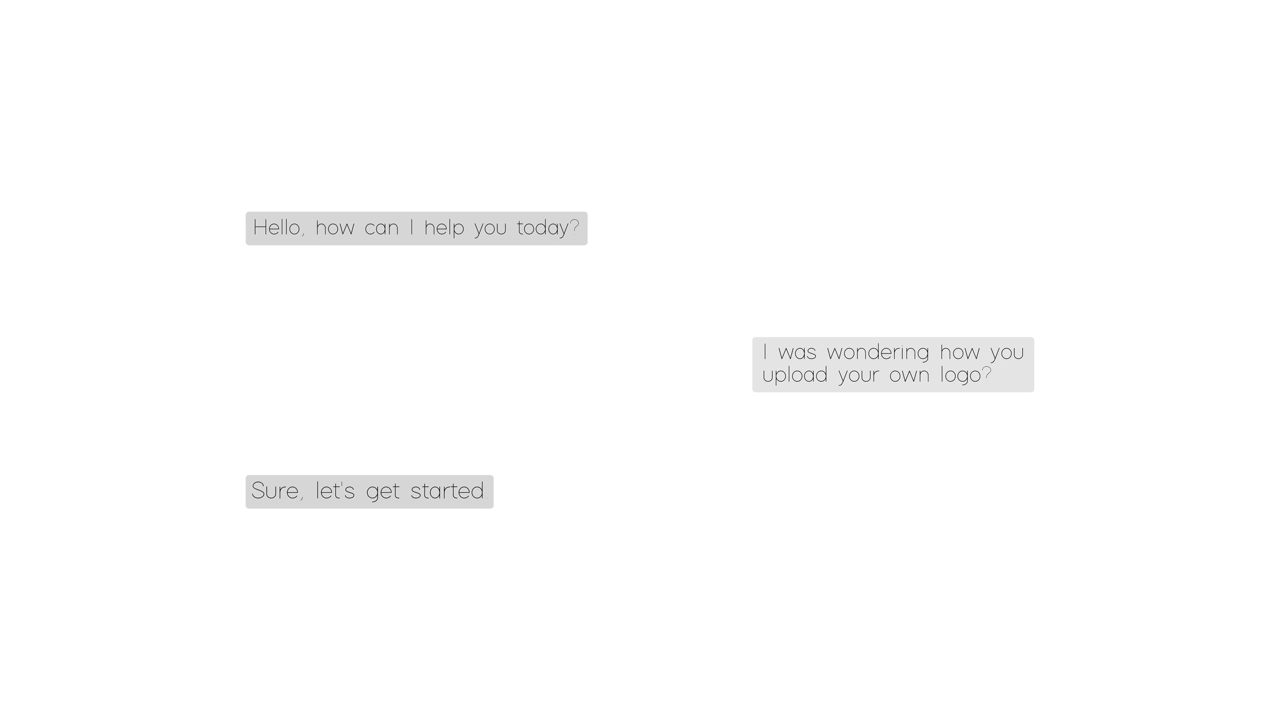 Hello, how can I help you today?
I was wondering how you
upload your own logo?
Sure, let's get started